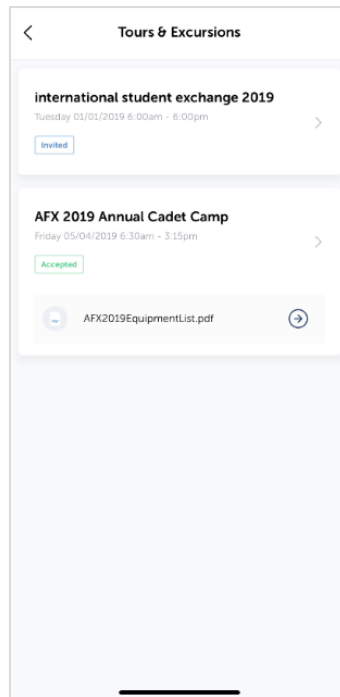 Tours & Excursions
international student exchange 2019
Tuesday 01/01/2019 6:00am - 6:00pm
Invited
AFX 2019 Annual Cadet Camp
Friday 05/04/2019 6:30am - 3:15pm
Accepted
AFX2019EquipmentList.pdf